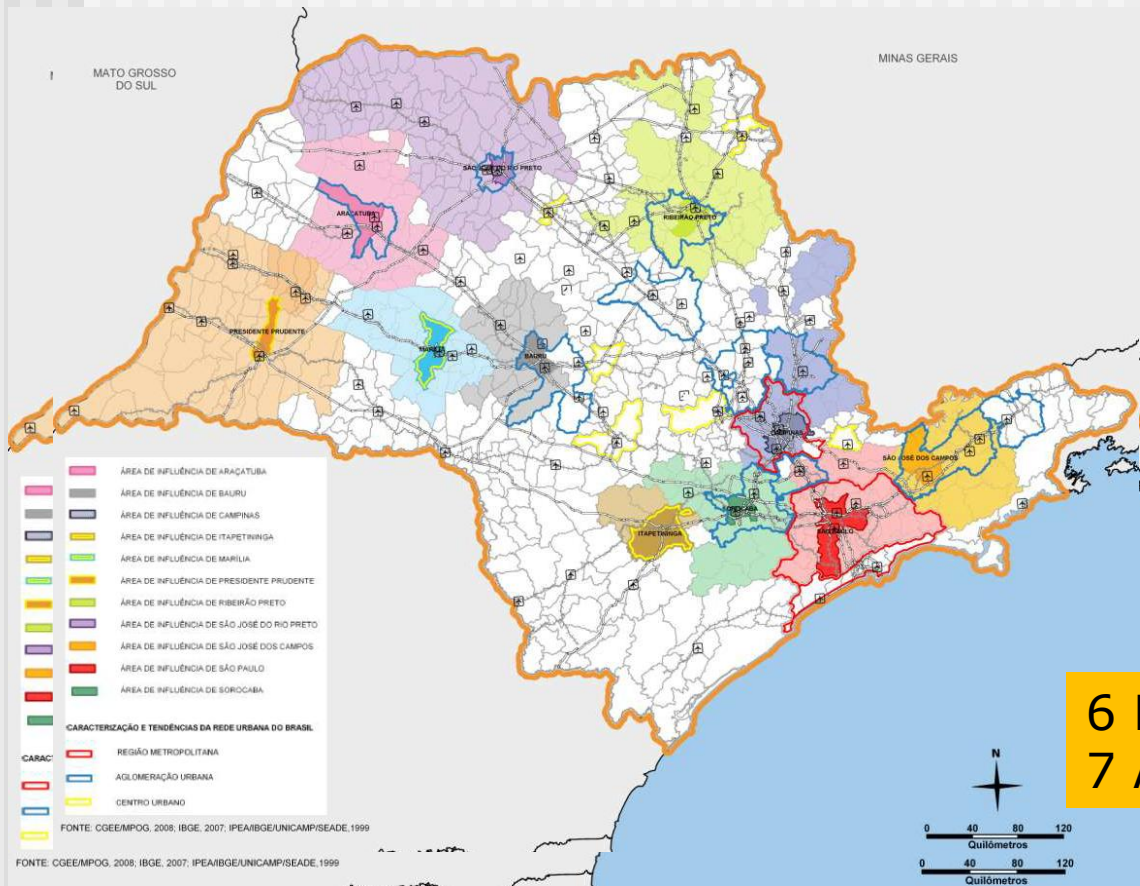 MATO GROSSO
DO SUL
MINAS GERAIS
SÃO JOSÉ DO RIO PRETO
ARAÇATUBA
RIBEIRÃO PRETO
PRESIDENTE PRUDENTE
MARÍLIA
BAURU
CAMPINAS
SÃO JOSÉ DOS CAMPOS
SOROCABA
SÃO PAULO
ITAPETININGA
ÁREA DE INFLUÊNCIA DE ARAÇATUBA
ÁREA DE INFLUÊNCIA DE BAURU
ÁREA DE INFLUÊNCIA DE CAMPINAS
ÁREA DE INFLUÊNCIA DE ITAPETININGA
ÁREA DE INFLUÊNCIA DE MARÍLIA
ÁREA DE INFLUÊNCIA DE PRESIDENTE PRUDENTE
ÁREA DE INFLUÊNCIA DE RIBEIRÃO PRETO
ÁREA DE INFLUÊNCIA DE SÃO JOSÉ DO RIO PRETO
ÁREA DE INFLUÊNCIA DE SÃO JOSÉ DOS CAMPOS
ÁREA DE INFLUÊNCIA DE SÃO PAULO
ÁREA DE INFLUÊNCIA DE SOROCABA
CARACTERIZAÇÃO E TENDÊNCIAS DA REDE URBANA DO BRASIL
CARACT
REGIÃO METROPOLITANA
AGLOMERAÇÃO URBANA
CENTRO URBANO
FONTE: CGEE/MPOG, 2008; IBGE, 2007; IPEA/IBGE/UNICAMP/SEADE,1999
FONTE: CGEE/MPOG, 2008; IBGE, 2007; IPEA/IBGE/UNICAMP/SEADE,1999
6
7 A
N
0 40 80 120
Quilômetros
0 40 80 120
Quilômetros